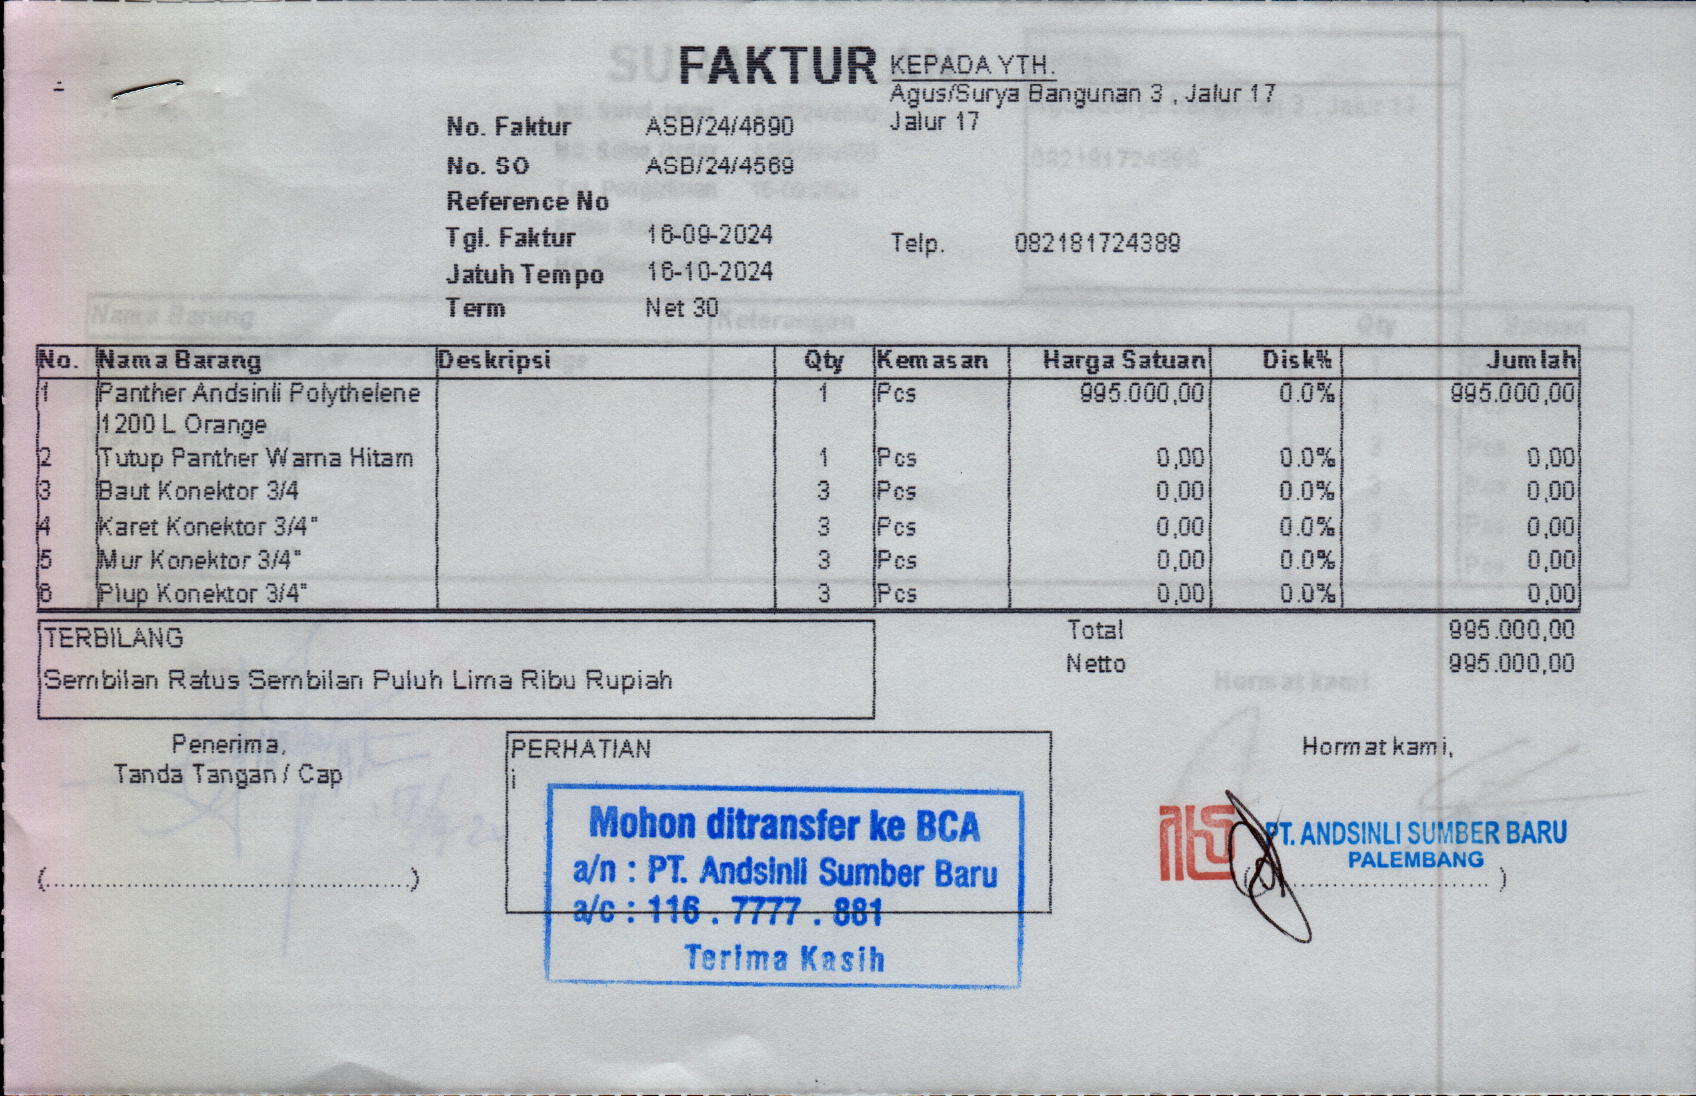 FAKTUR
KEPADA YTH.
Agus/Surya Bangunan 3 , Jalur 17
Jalur 17
No. Faktur ASB/24/4690
No. SO ASB/24/4569
Reference No
Tgl. Faktur 16-09-2024
Telp. 082181724389
Jatuh Tempo 16-10-2024
Term Net 30
No. Nama Barang Deskripsi Qty Kemasan Harga Satuan Disk% Jumlah
1 Panther Andsinli Polythelene 1 Pcs 995.000,00 0.0% 995.000,00
1200 L Orange
2 Tutup Panther Warna Hitam 1 Pcs 0,00 0.0% 0,00
3 Baut Konektor 3/4 3 Pcs 0,00 0.0% 0,00
4 Karet Konektor 3/4" 3 Pcs 0,00 0.0% 0,00
5 Mur Konektor 3/4" 3 Pcs 0,00 0.0% 0,00
6 Plup Konektor 3/4" 3 Pcs 0,00 0.0% 0,00
TERBILANG
Sembilan Ratus Sembilan Puluh Lima Ribu Rupiah
Total 995.000,00
Netto 995.000,00
Penerima,
Tanda Tangan / Cap
(..........................................)
PERHATIAN
i
Mohon ditransfer ke BCA
a/n : PT. Andsinli Sumber Baru
a/c : 116 . 7777 . 881
Terima Kasih
Hormat kami,
PT. ANDSINLI SUMBER BARU
PALEMBANG